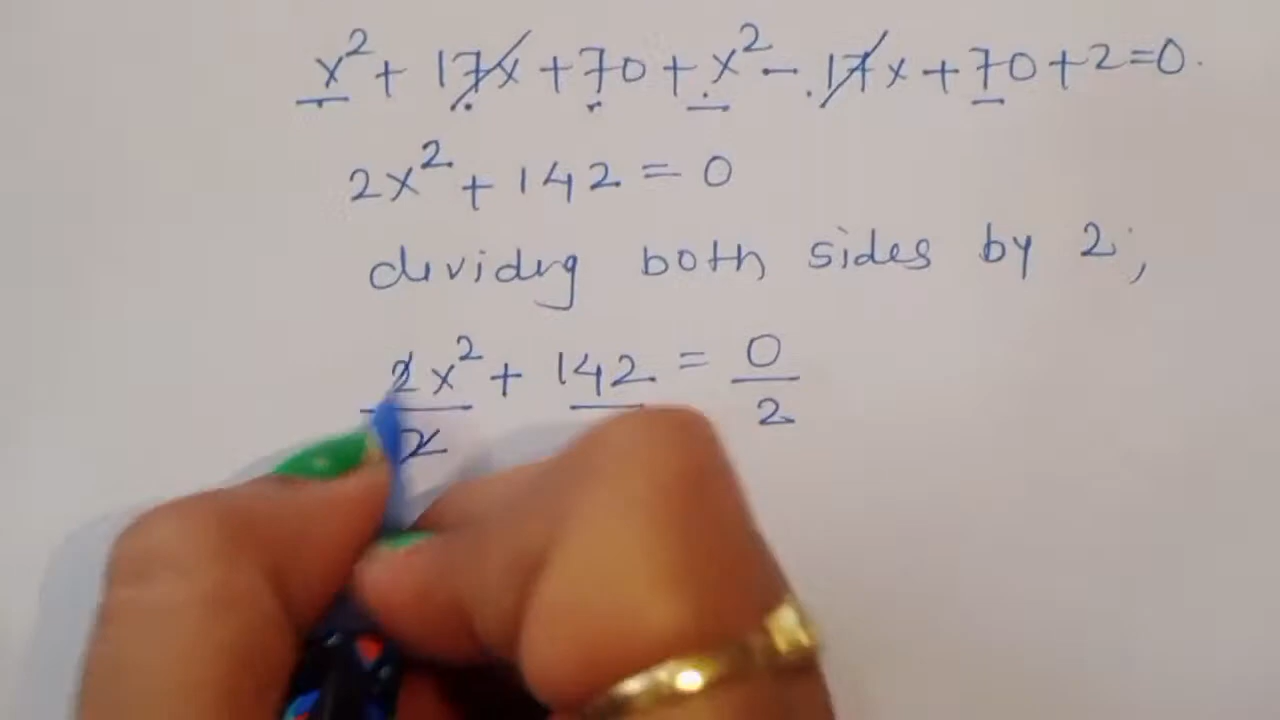 x² + 17x + 70 + x² - 17x + 70 + 2 = 0.
2x² + 142 = 0
dividing both sides by 2;
2x²/2 + 142 = 0/2